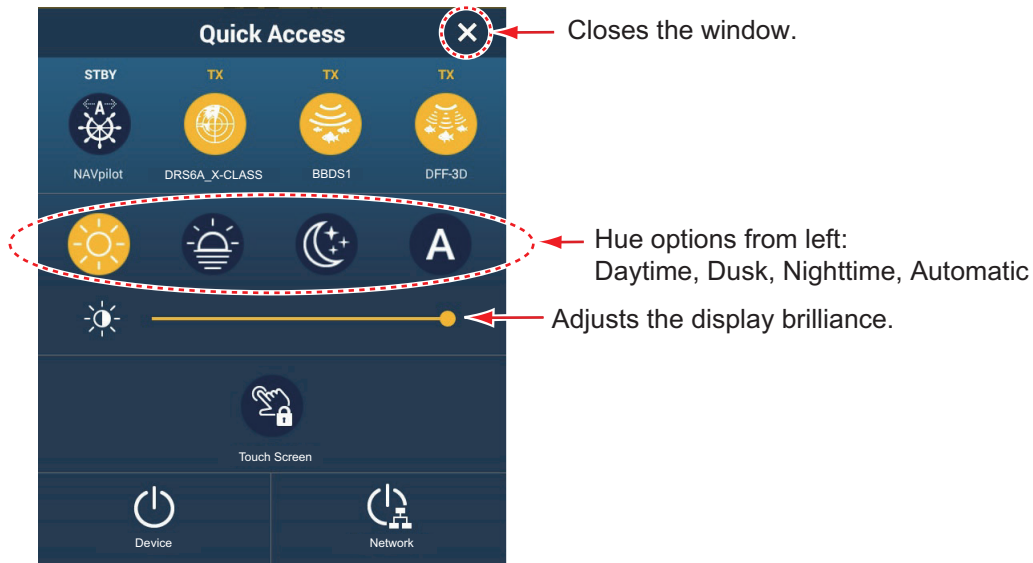 Quick Access
Closes the window.
STBY TX TX TX
A
NAVpilot DRS6A_X-CLASS BBDS1 DFF-3D
A
Hue options from left:
Daytime, Dusk, Nighttime, Automatic
Adjusts the display brilliance.
Touch Screen
Device Network